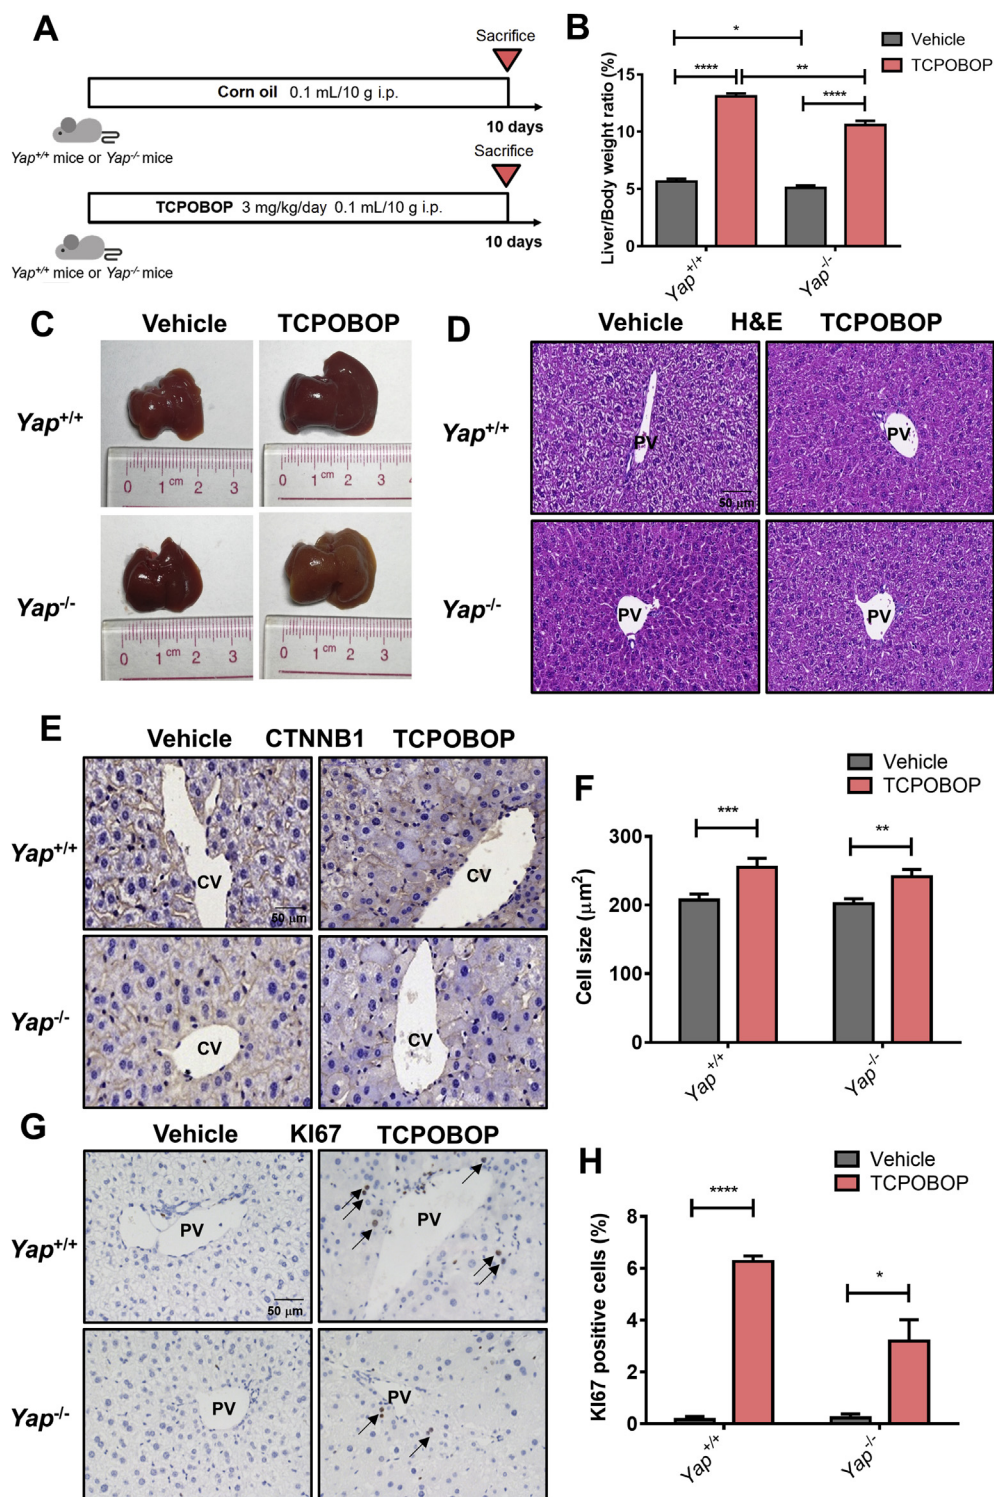 A
Sacrifice
Corn oil 0.1 mL/10 g i.p.
10 days
Yap+/+ mice or Yap-/- mice
Sacrifice
TCPOBOP 3 mg/kg/day 0.1 mL/10 g i.p.
10 days
Yap+/+ mice or Yap-/- mice
B
Vehicle
TCPOBOP
Liver/Body weight ratio (%)
15
10
5
0
*
****
**
****
Yap+/+
Yap-/-
C
Vehicle TCPOBOP
Yap+/+
0 1 cm 2 3
0 1 cm 2 3
Yap-/-
0 1 cm 2 3
0 1 cm 2 3
D
Vehicle H&E TCPOBOP
Yap+/+
PV
50 μm
PV
Yap-/-
PV
PV
E
Vehicle CTNNB1 TCPOBOP
Yap+/+
CV
50 μm
CV
Yap-/-
CV
CV
F
Vehicle
TCPOBOP
Cell size (μm2)
300
200
100
0
***
**
Yap+/+
Yap-/-
G
Vehicle KI67 TCPOBOP
Yap+/+
PV
50 μm
PV
Yap-/-
PV
PV
H
Vehicle
TCPOBOP
KI67 positive cells (%)
8
6
4
2
0
****
*
Yap+/+
Yap-/-